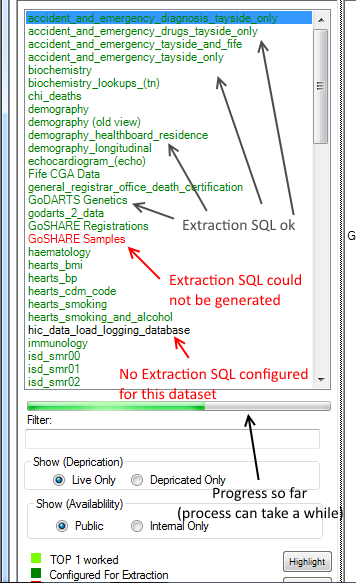 accident_and_emergency_diagnosis_tayside_only
accident_and_emergency_drugs_tayside_only
accident_and_emergency_tayside_and_fife
accident_and_emergency_tayside_only
biochemistry
biochemistry_lookups_(tn)
chi_deaths
demography
demography (old view)
demography_healthboard_residence
demography_longitudinal
echocardiogram_(echo)
Fife CGA Data
general_registrar_office_death_certification
GoDARTS Genetics
godarts_2_data
GoSHARE Registrations
GoSHARE Samples
haematology
hearts_bmi
hearts_bp
hearts_cdm_code
hearts_smoking
hearts_smoking_and_alcohol
hic_data_load_logging_database
immunology
isd_smr00
isd_smr01
isd_smr02
Extraction SQL ok
Extraction SQL could
not be generated
No Extraction SQL configured
for this dataset
Filter:
Show (Deprication)
Live Only
Depricated Only
Progress so far
(process can take a while)
Show (Availablility)
Public
Internal Only
TOP 1 worked
Highlight
Configured For Extraction
G